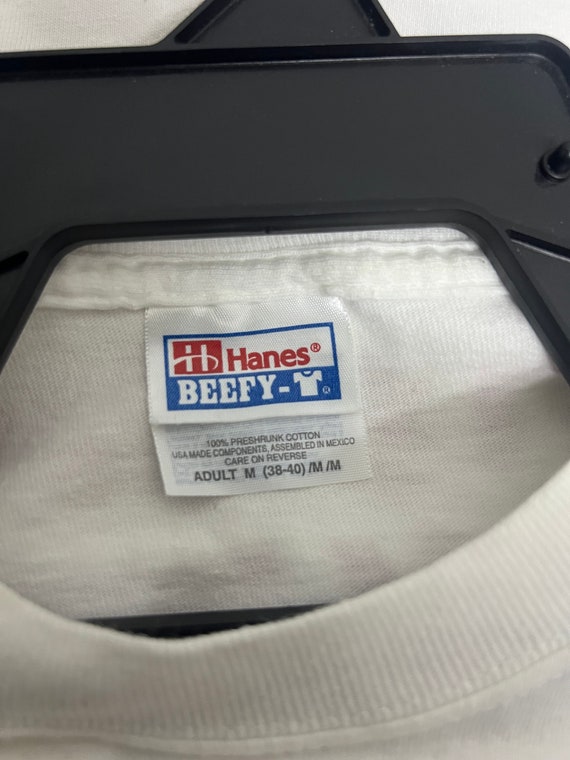 Hanes®
BEEFY-T®
100% PRESHRUNK COTTON
USA MADE COMPONENTS, ASSEMBLED IN MEXICO
CARE ON REVERSE
ADULT M (38-40) /M /M